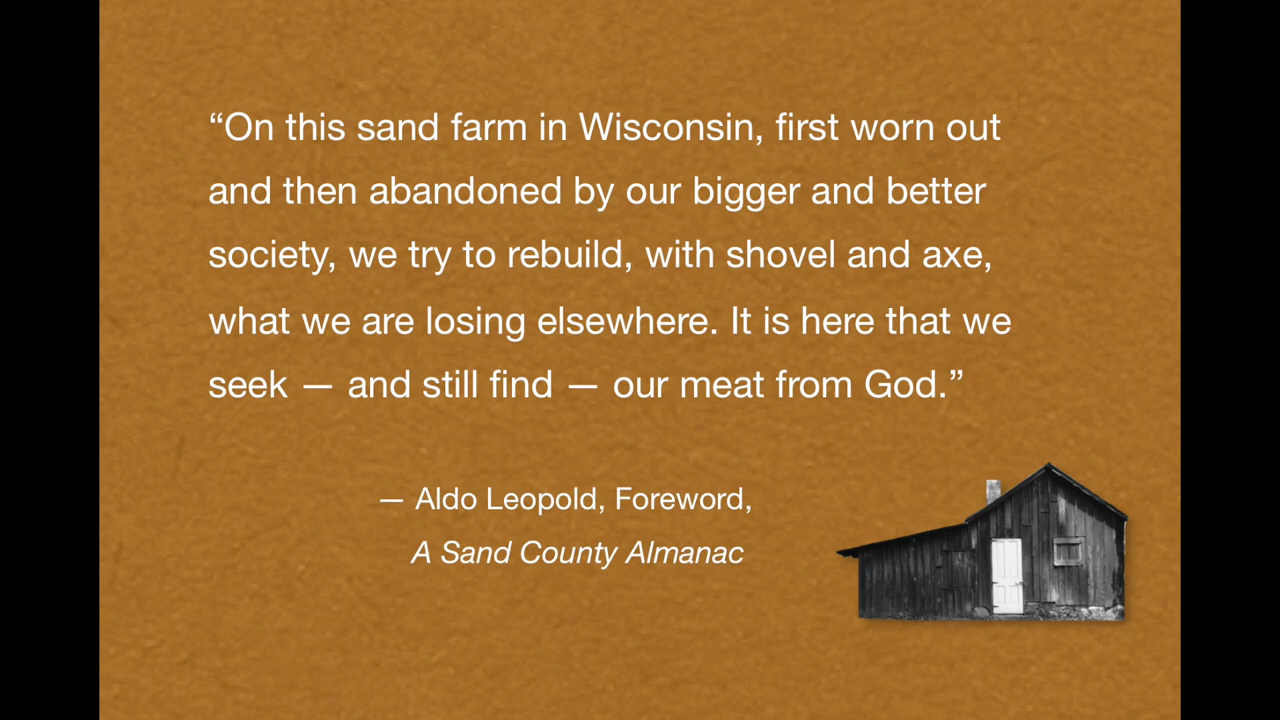 “On this sand farm in Wisconsin, first worn out
and then abandoned by our bigger and better
society, we try to rebuild, with shovel and axe,
what we are losing elsewhere. It is here that we
seek — and still find — our meat from God.”
— Aldo Leopold, Foreword,
A Sand County Almanac